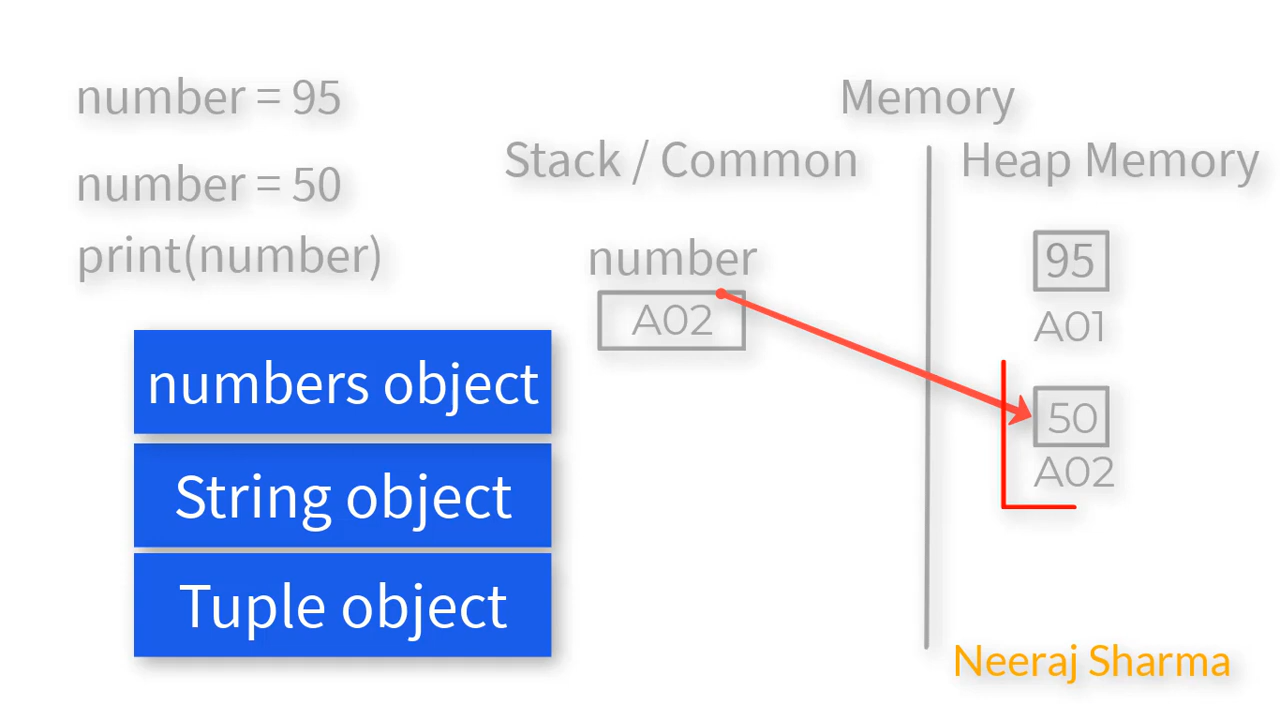 number = 95
number = 50
print(number)
Memory
Stack / Common
Heap Memory
number
A02
95
A01
50
A02
numbers object
String object
Tuple object
Neeraj Sharma